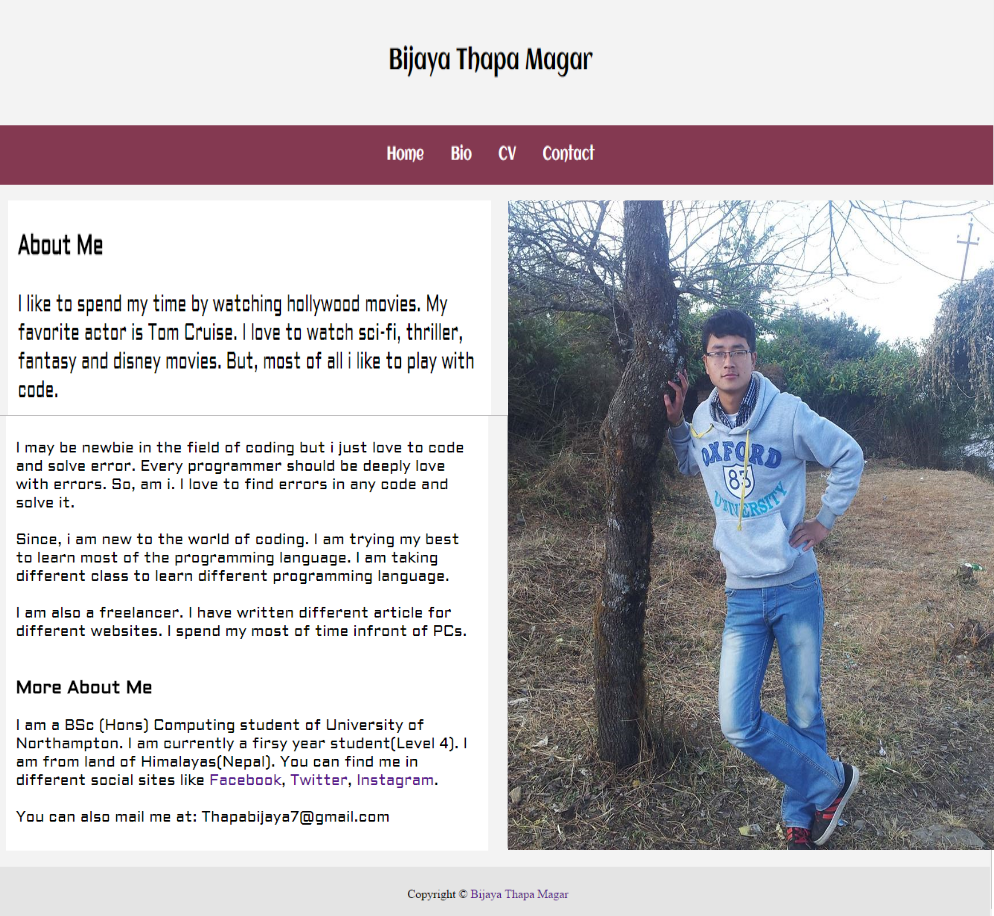 Bijaya Thapa Magar
Home Bio CV Contact
About Me
I like to spend my time by watching hollywood movies. My
favorite actor is Tom Cruise. I love to watch sci-fi, thriller,
fantasy and disney movies. But, most of all i like to play with
code.
I may be newbie in the field of coding but i just love to code
and solve error. Every programmer should be deeply love
with errors. So, am i. I love to find errors in any code and
solve it.
Since, i am new to the world of coding. I am trying my best
to learn most of the programming language. I am taking
different class to learn different programming language.
I am also a freelancer. I have written different article for
different websites. I spend my most of time infront of PCs.
More About Me
I am a BSc (Hons) Computing student of University of
Northampton. I am currently a firsy year student(Level 4). I
am from land of Himalayas(Nepal). You can find me in
different social sites like Facebook, Twitter, Instagram.
You can also mail me at: Thapabijaya7@gmail.com
OXFORD
83
UNIVERSITY
Copyright © Bijaya Thapa Magar